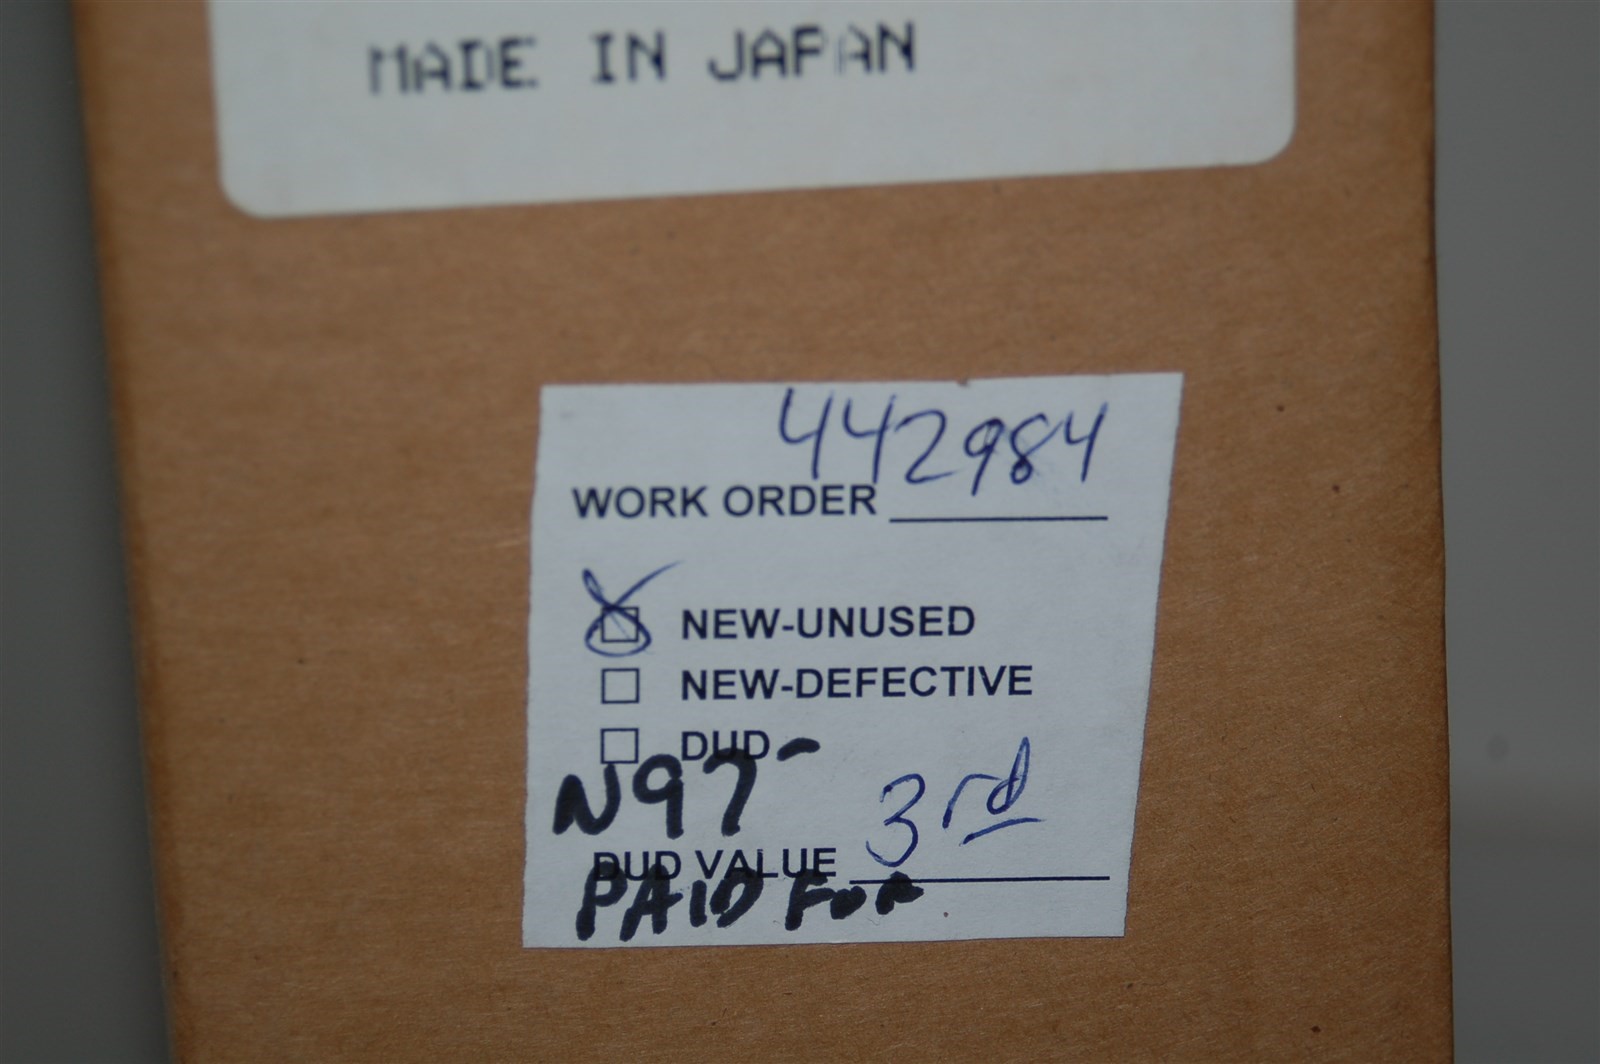 MADE IN JAPAN
442984
WORK ORDER
NEW-UNUSED
NEW-DEFECTIVE
DUD
N97-
3rd
DUD VALUE
PAID FOR